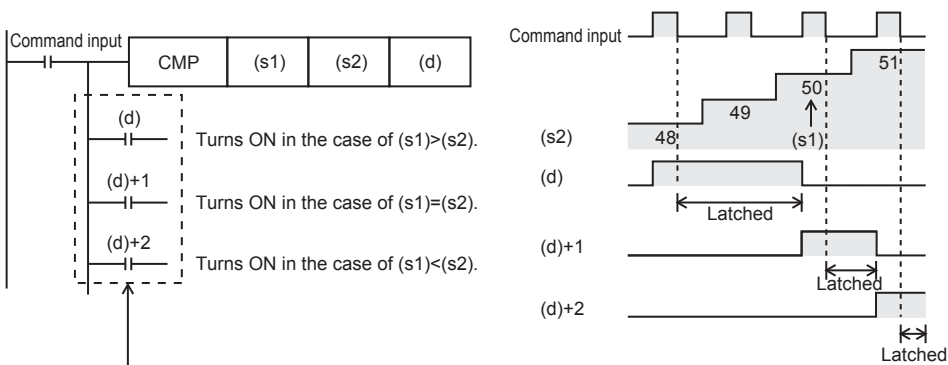 Command input
CMP (s1) (s2) (d)
(d)
Turns ON in the case of (s1)>(s2).
(d)+1
Turns ON in the case of (s1)=(s2).
(d)+2
Turns ON in the case of (s1)<(s2).
Command input
51
50
49
(s2)
48
(s1)
(d)
Latched
(d)+1
Latched
(d)+2
Latched